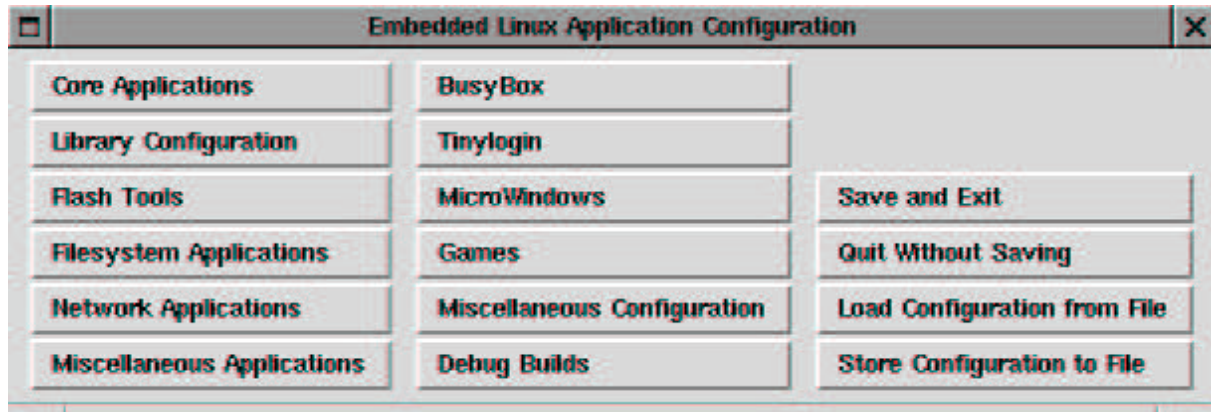 Embedded Linux Application Configuration
Core Applications
Library Configuration
Flash Tools
Filesystem Applications
Network Applications
Miscellaneous Applications
BusyBox
Tinylogin
MicroWindows
Games
Miscellaneous Configuration
Debug Builds
Save and Exit
Quit Without Saving
Load Configuration from File
Store Configuration to File